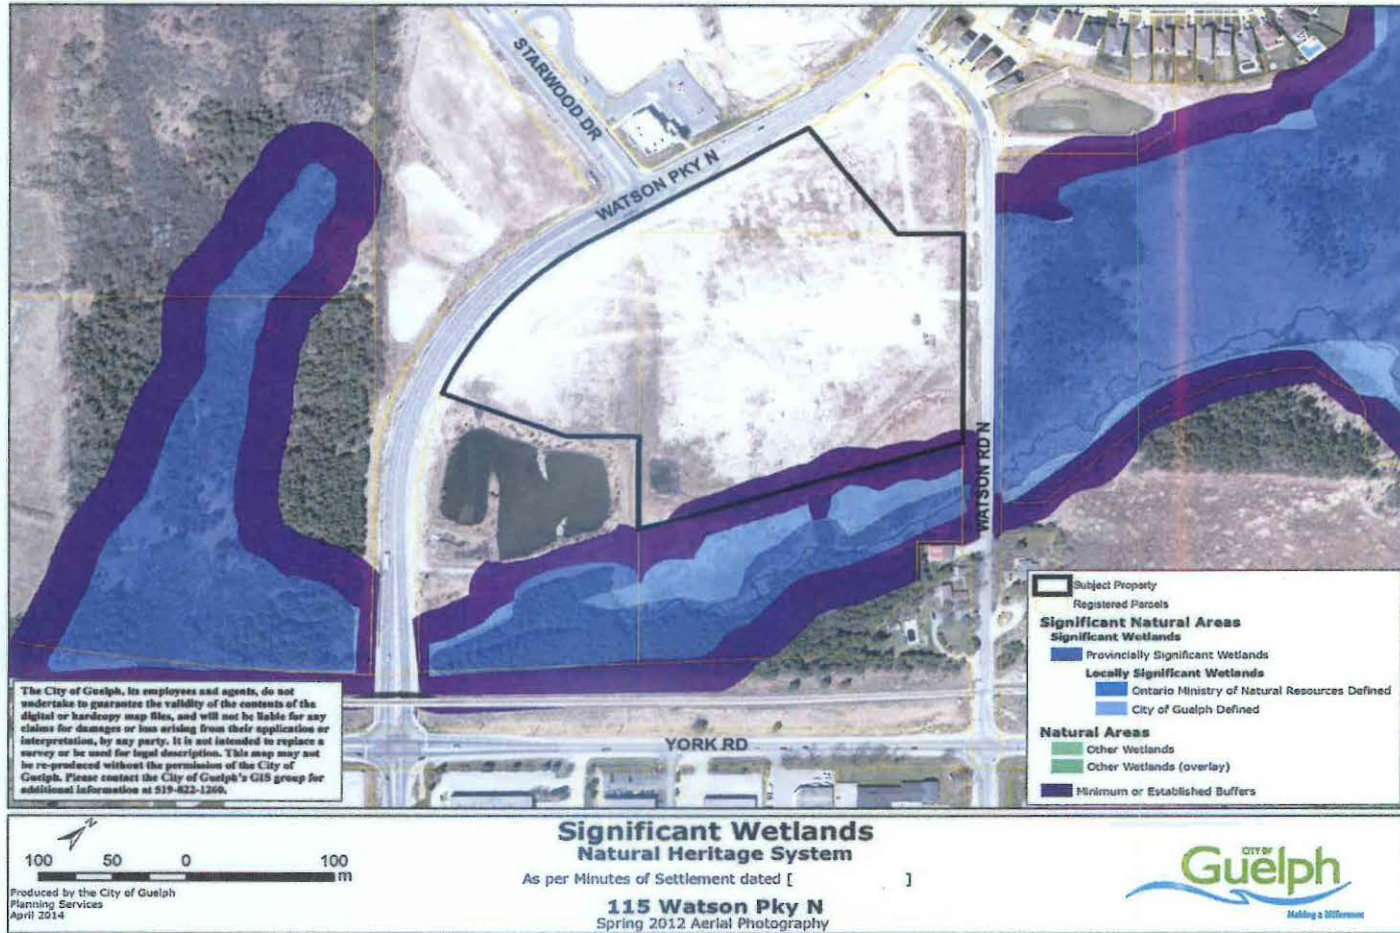 STARWOOD DR
WATSON PKY N
WATSON RD N
YORK RD
Subject Property
Registered Parcels
Significant Natural Areas
Significant Wetlands
Provincially Significant Wetlands
Locally Significant Wetlands
Ontario Ministry of Natural Resources Defined
City of Guelph Defined
Natural Areas
Other Wetlands
Other Wetlands (overlay)
Minimum or Established Buffers
The City of Guelph, its employees and agents, do not
undertake to guarantee the validity of the contents of the
digital or hardcopy map files, and will not be liable for any
claims for damages or loss arising from their application or
interpretation, by any party. It is not intended to replace a
survey or be used for legal description. This map may not
be re-produced without the permission of the City of
Guelph. Please contact the City of Guelph's GIS group for
additional information at 519-822-1260.
N
100 50 0 100
m
Produced by the City of Guelph
Planning Services
April 2014
Significant Wetlands
Natural Heritage System
As per Minutes of Settlement dated [ ]
115 Watson Pky N
Spring 2012 Aerial Photography
CITY OF
Guelph
Making a Difference